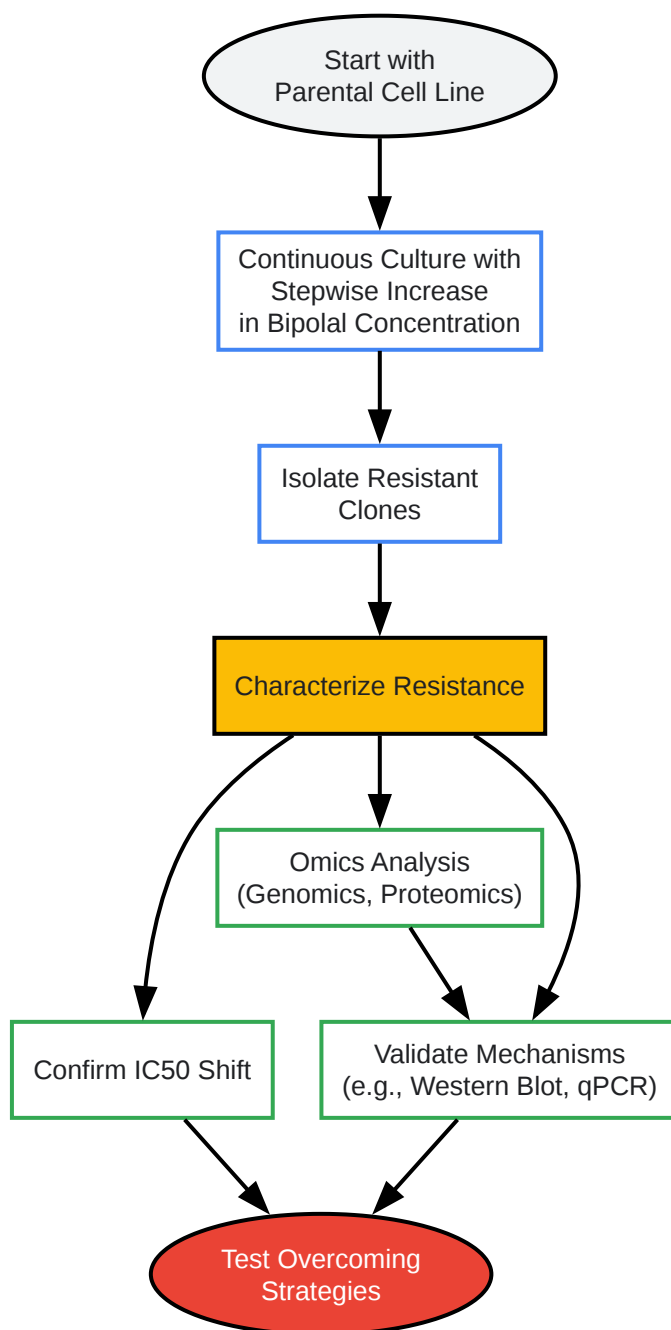 Start with
Parental Cell Line
Continuous Culture with
Stepwise Increase
in Bipolal Concentration
Isolate Resistant
Clones
Characterize Resistance
Omics Analysis
(Genomics, Proteomics)
Confirm IC50 Shift
Validate Mechanisms
(e.g., Western Blot, qPCR)
Test Overcoming
Strategies